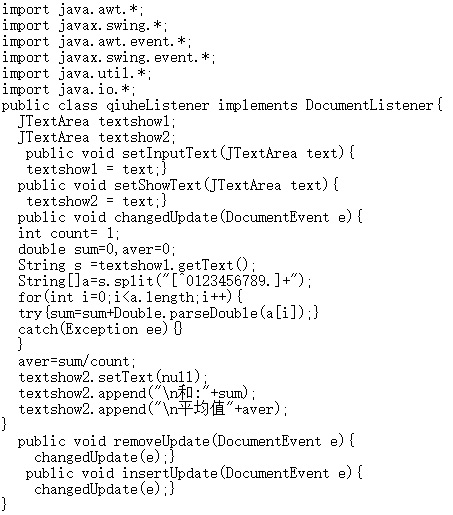 import java.awt.*;
import javax.swing.*;
import java.awt.event.*;
import javax.swing.event.*;
import java.util.*;
import java.io.*;
public class qiuheListener implements DocumentListener{
  JTextArea textshow1;
  JTextArea textshow2;
   public void setInputText(JTextArea text){
   textshow1 = text;}
  public void setShowText(JTextArea text){
   textshow2 = text;}
  public void changedUpdate(DocumentEvent e){
  int count= 1;
  double sum=0,aver=0;
  String s =textshow1.getText();
  String[]a=s.split("[^0123456789.]+");
  for(int i=0;i<a.length;i++){
  try{sum=sum+Double.parseDouble(a[i]);}
  catch(Exception ee){}
  }
  aver=sum/count;
  textshow2.setText(null);
  textshow2.append("\n和:"+sum);
  textshow2.append("\n平均值"+aver);
}
  public void removeUpdate(DocumentEvent e){
    changedUpdate(e);}
   public void insertUpdate(DocumentEvent e){
    changedUpdate(e);}
}